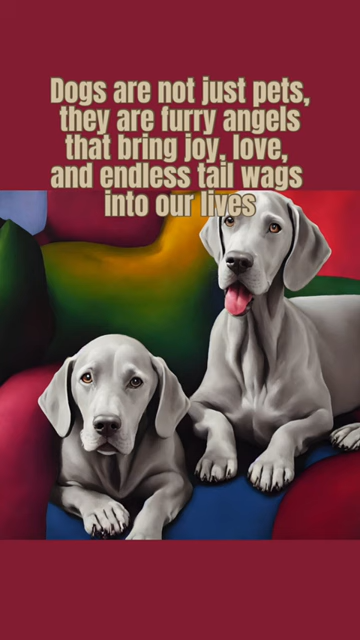 Dogs are not just pets,
they are furry angels
that bring joy, love,
and endless tail wags
into our lives